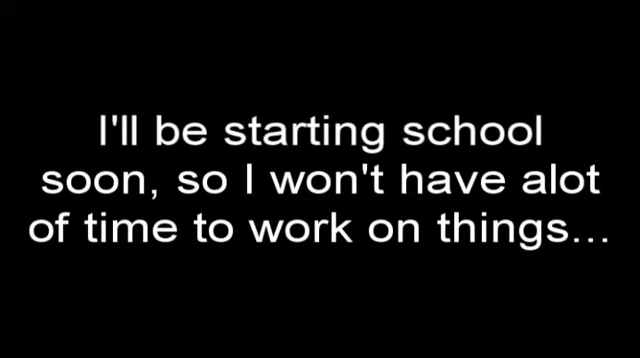 I'll be starting school
soon, so I won't have alot
of time to work on things...